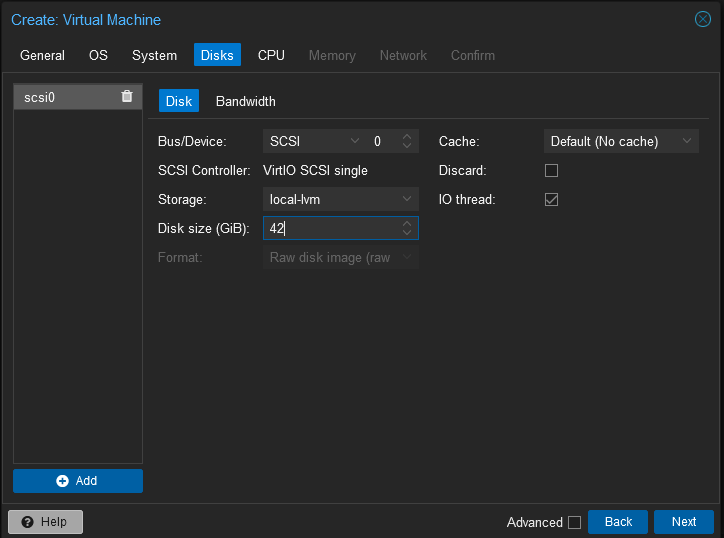 Create: Virtual Machine
General OS System Disks CPU Memory Network Confirm
scsi0
Disk Bandwidth
Bus/Device: SCSI 0 Cache: Default (No cache)
SCSI Controller: VirtIO SCSI single Discard:
Storage: local-lvm IO thread:
Disk size (GiB): 42
Format: Raw disk image (raw
Add
Help Advanced Back Next